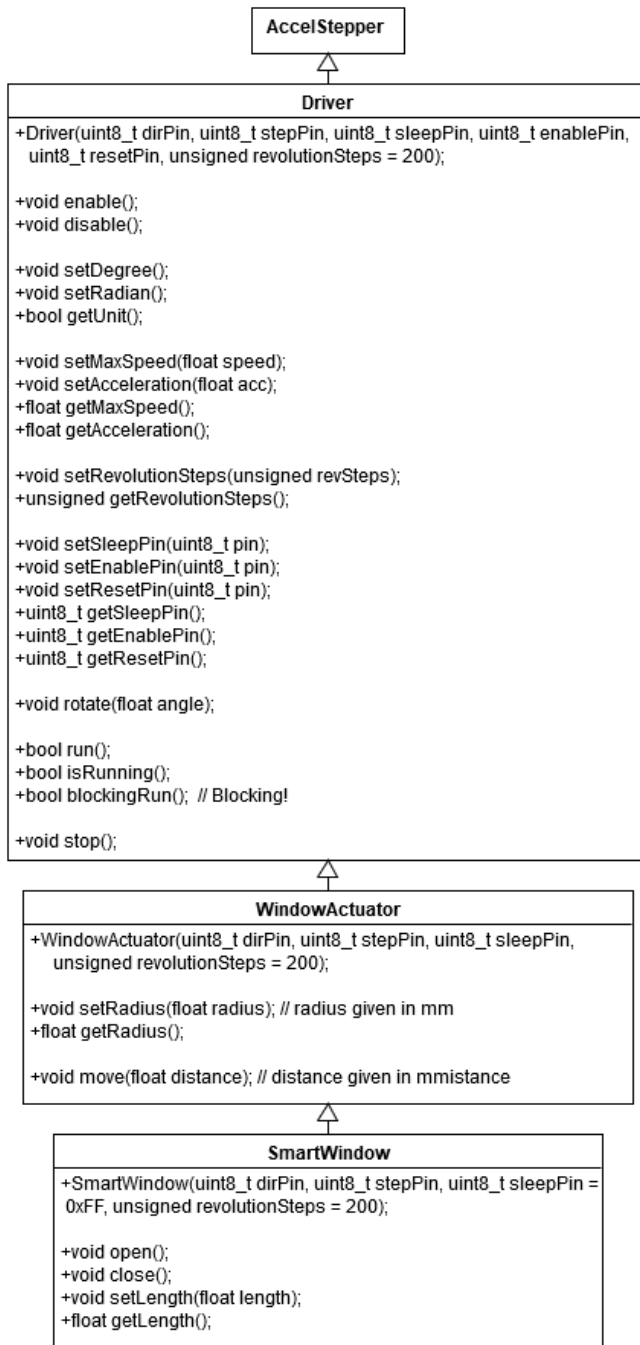 AccelStepper
Driver
+Driver(uint8_t dirPin, uint8_t stepPin, uint8_t sleepPin, uint8_t enablePin,
uint8_t resetPin, unsigned revolutionSteps = 200);
+void enable();
+void disable();
+void setDegree();
+void setRadian();
+bool getUnit();
+void setMaxSpeed(float speed);
+void setAcceleration(float acc);
+float getMaxSpeed();
+float getAcceleration();
+void setRevolutionSteps(unsigned revSteps);
+unsigned getRevolutionSteps();
+void setSleepPin(uint8_t pin);
+void setEnablePin(uint8_t pin);
+void setResetPin(uint8_t pin);
+uint8_t getSleepPin();
+uint8_t getEnablePin();
+uint8_t getResetPin();
+void rotate(float angle);
+bool run();
+bool isRunning();
+bool blockingRun(); // Blocking!
+void stop();
WindowActuator
+WindowActuator(uint8_t dirPin, uint8_t stepPin, uint8_t sleepPin,
unsigned revolutionSteps = 200);
+void setRadius(float radius); // radius given in mm
+float getRadius();
+void move(float distance); // distance given in mmistance
SmartWindow
+SmartWindow(uint8_t dirPin, uint8_t stepPin, uint8_t sleepPin =
0xFF, unsigned revolutionSteps = 200);
+void open();
+void close();
+void setLength(float length);
+float getLength();